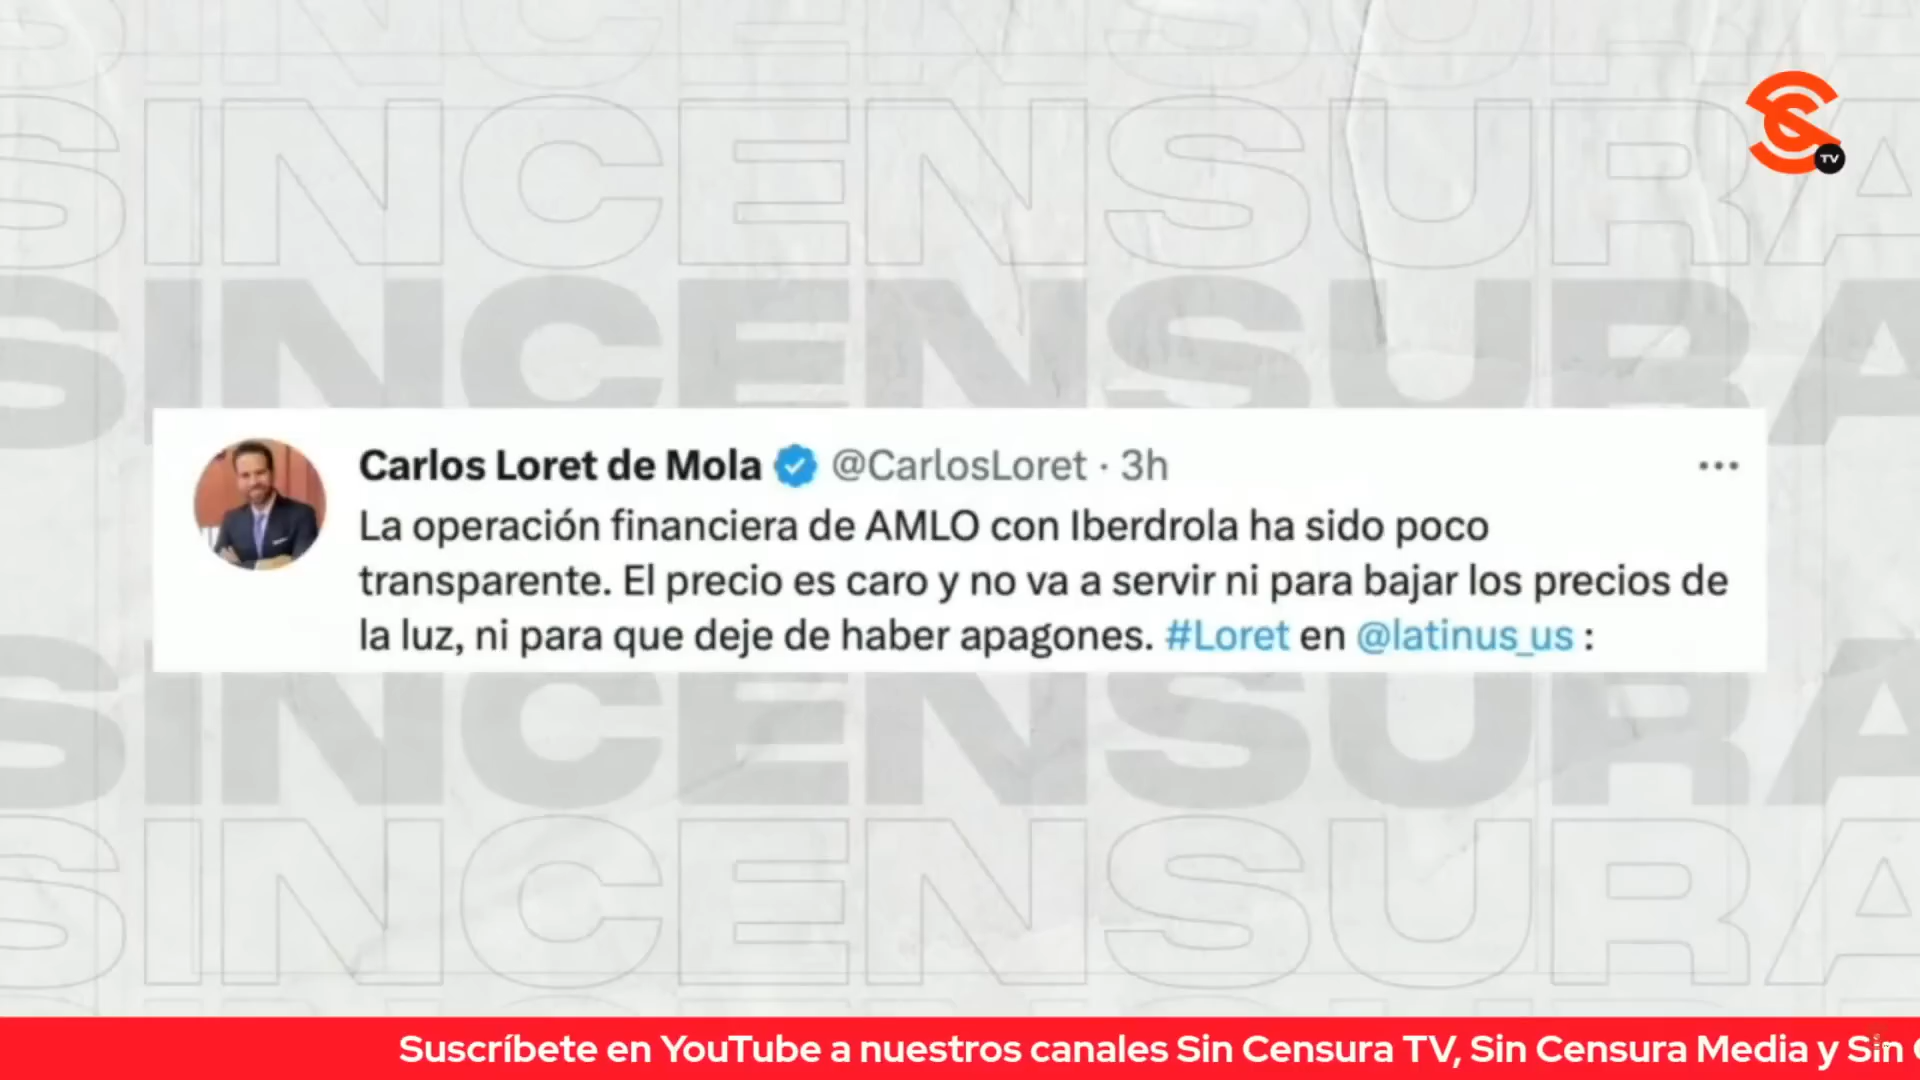 SINCENSURA
SINCENSURA
TV
Carlos Loret de Mola @CarlosLoret · 3h
La operación financiera de AMLO con Iberdrola ha sido poco
transparente. El precio es caro y no va a servir ni para bajar los precios de
la luz, ni para que deje de haber apagones. #Loret en @latinus_us :
SINCENSURA
SINCENSURA
Suscríbete en YouTube a nuestros canales Sin Censura TV, Sin Censura Media y Sin